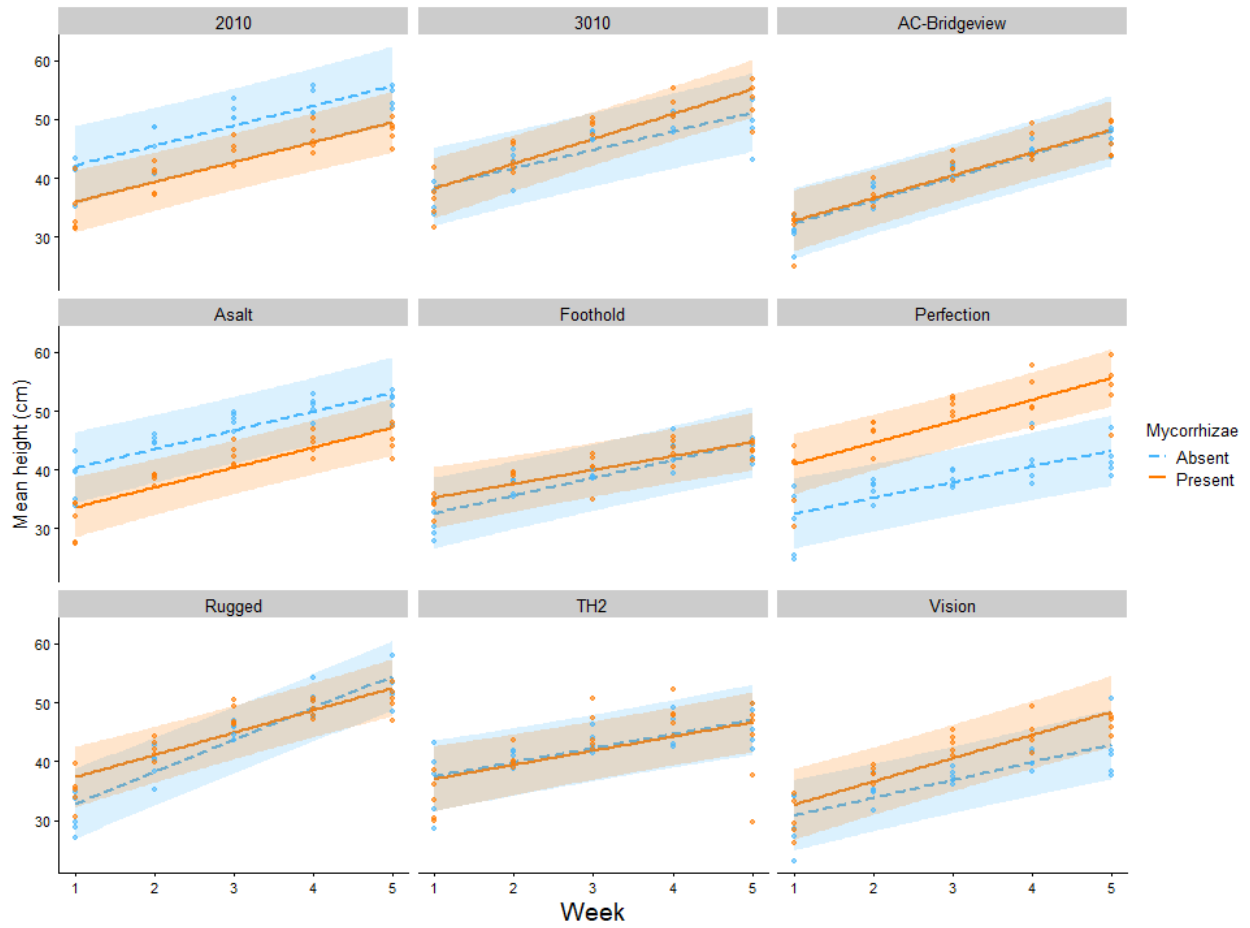 2010 3010 AC-Bridgeview
60
50
40
30
Asalt Foothold Perfection
60
50
40
30
Rugged TH2 Vision
60
50
40
30
1 2 3 4 5 1 2 3 4 5 1 2 3 4 5
Week
Mean height (cm)
Mycorrhizae
Absent
Present